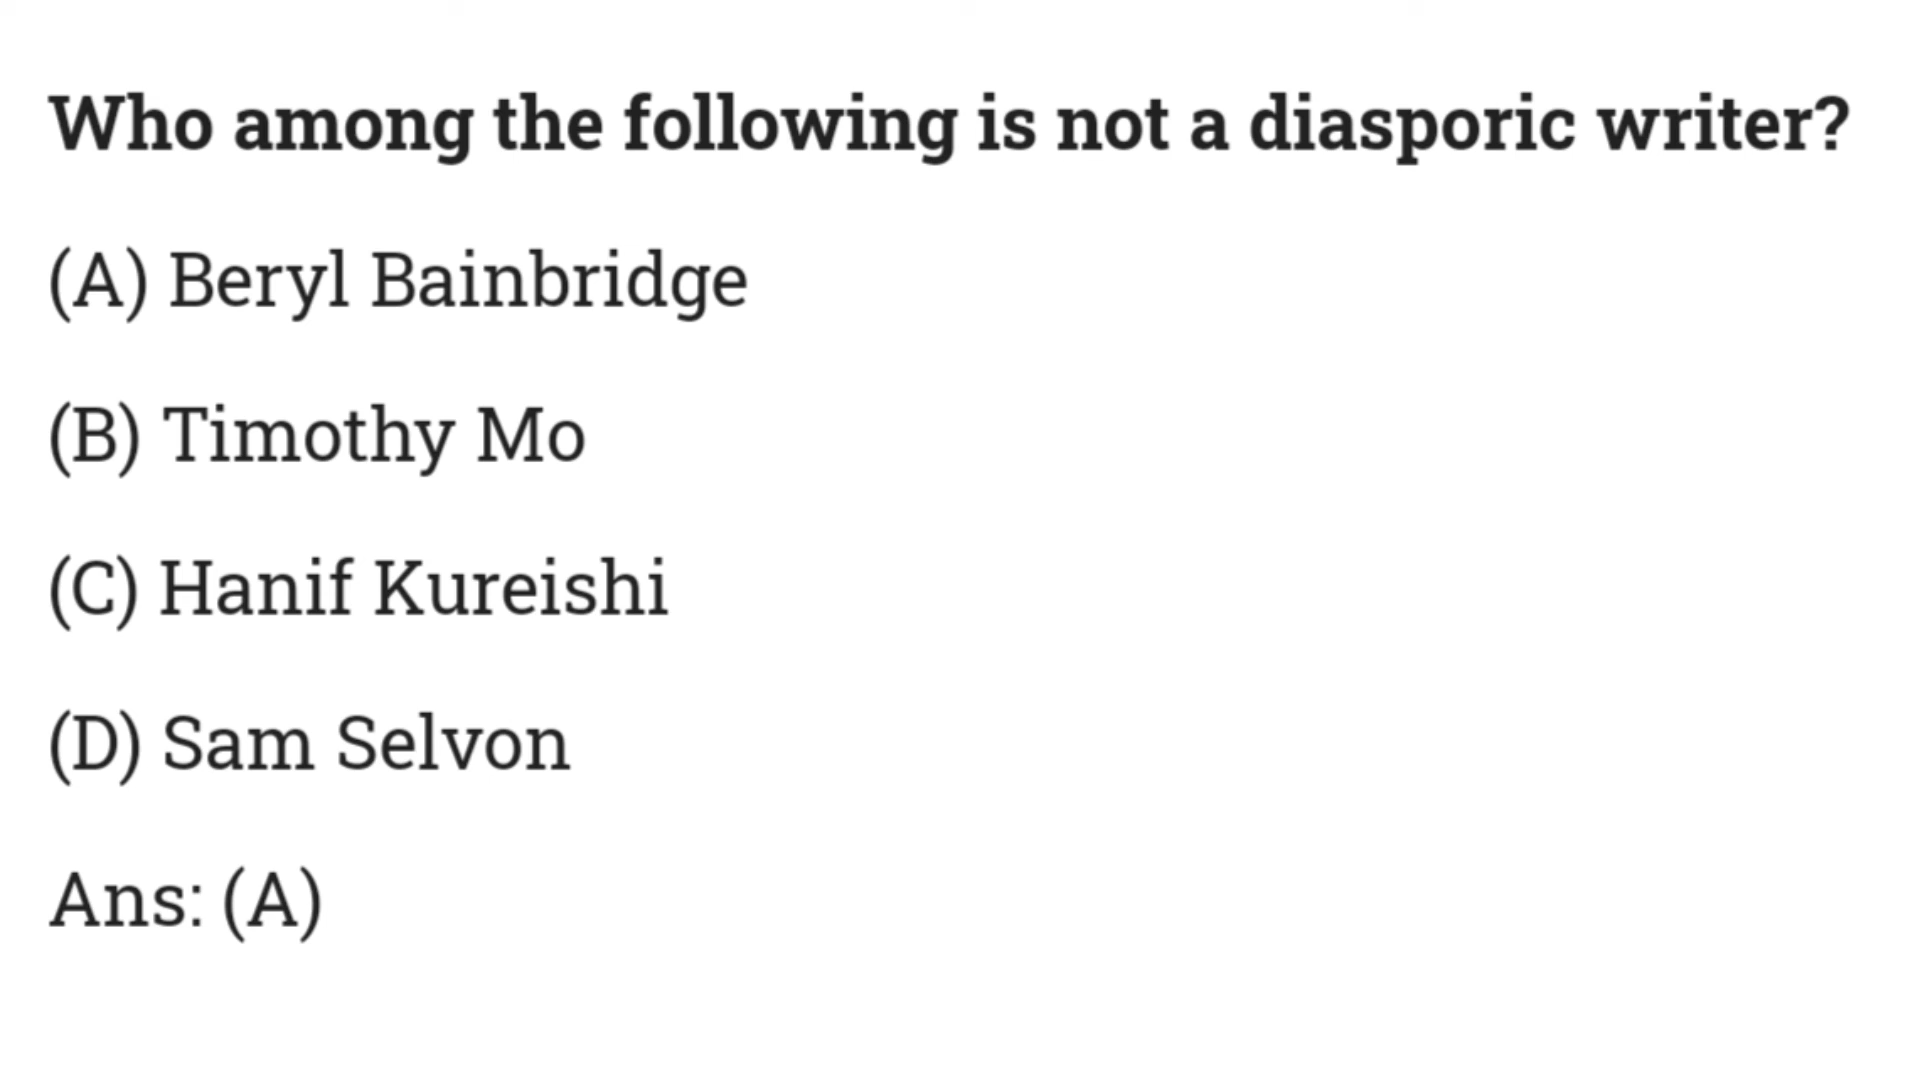 Who among the following is not a diasporic writer?
(A) Beryl Bainbridge
(B) Timothy Mo
(C) Hanif Kureishi
(D) Sam Selvon
Ans: (A)